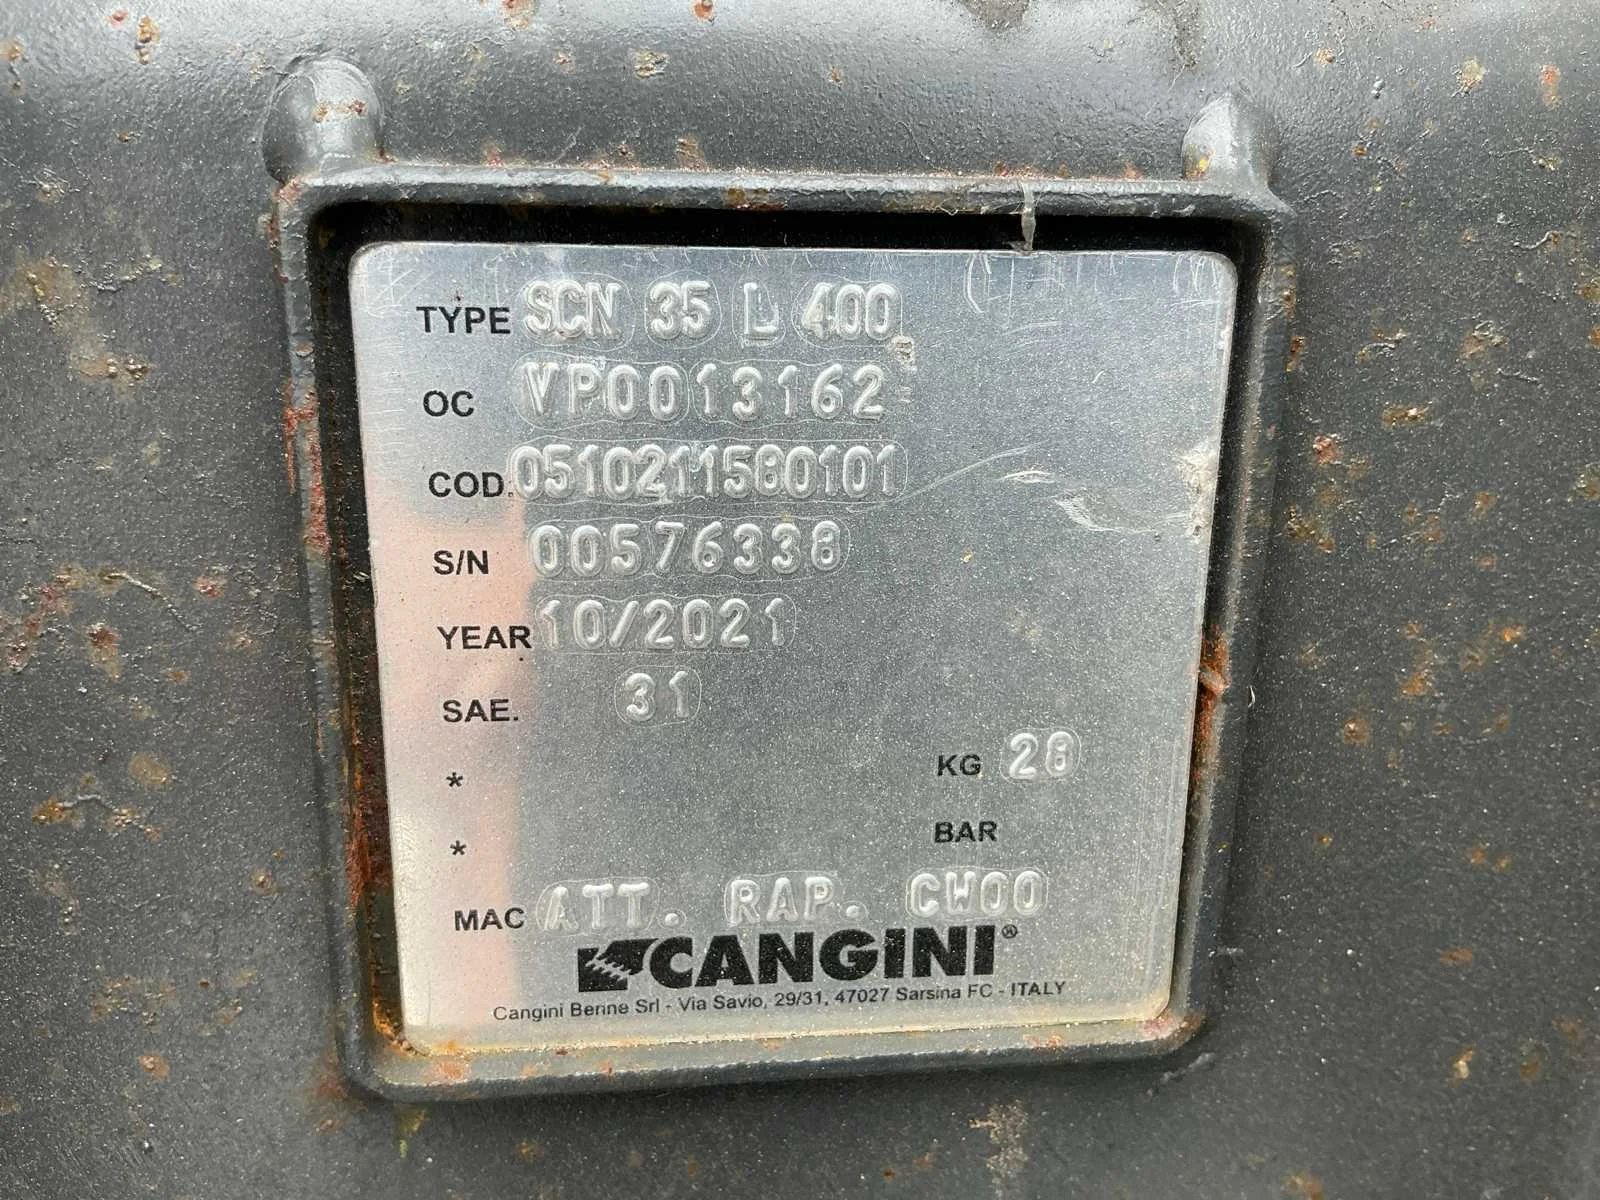 TYPE SCN 35 L 400
OC VP0013162
COD. 0510211580101
S/N 00576338
YEAR 10/2021
SAE. 31
* KG 28
* BAR
MAC ATT. RAP. CW00
CANGINI®
Cangini Benne Srl - Via Savio, 29/31, 47027 Sarsina FC - ITALY